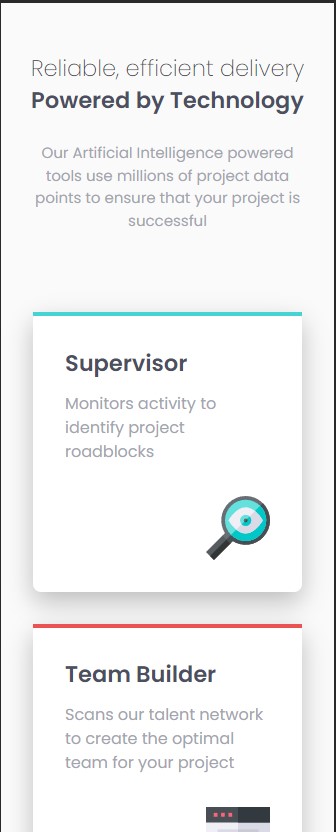 Reliable, efficient delivery
Powered by Technology
Our Artificial Intelligence powered
tools use millions of project data
points to ensure that your project is
successful
Supervisor
Monitors activity to
identify project
roadblocks
Team Builder
Scans our talent network
to create the optimal
team for your project